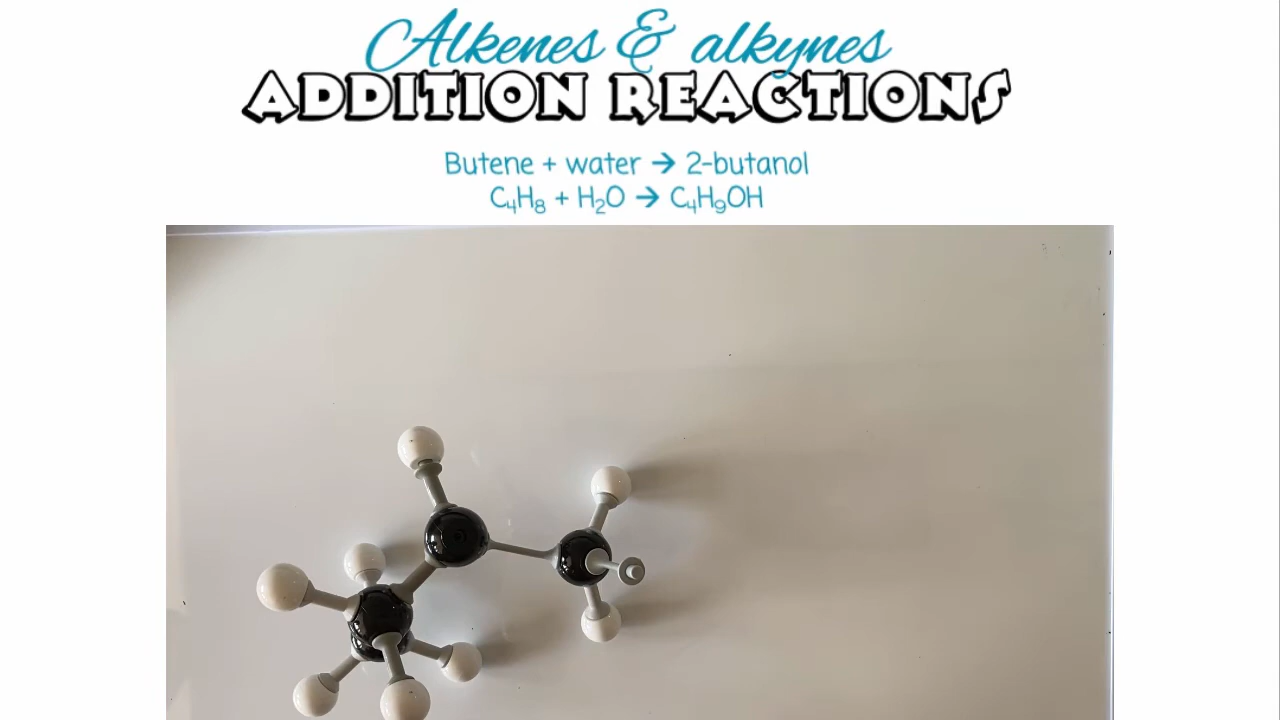 Alkenes & alkynes
ADDITION REACTIONS
Butene + water → 2-butanol
C₄H₈ + H₂O → C₄H₉OH